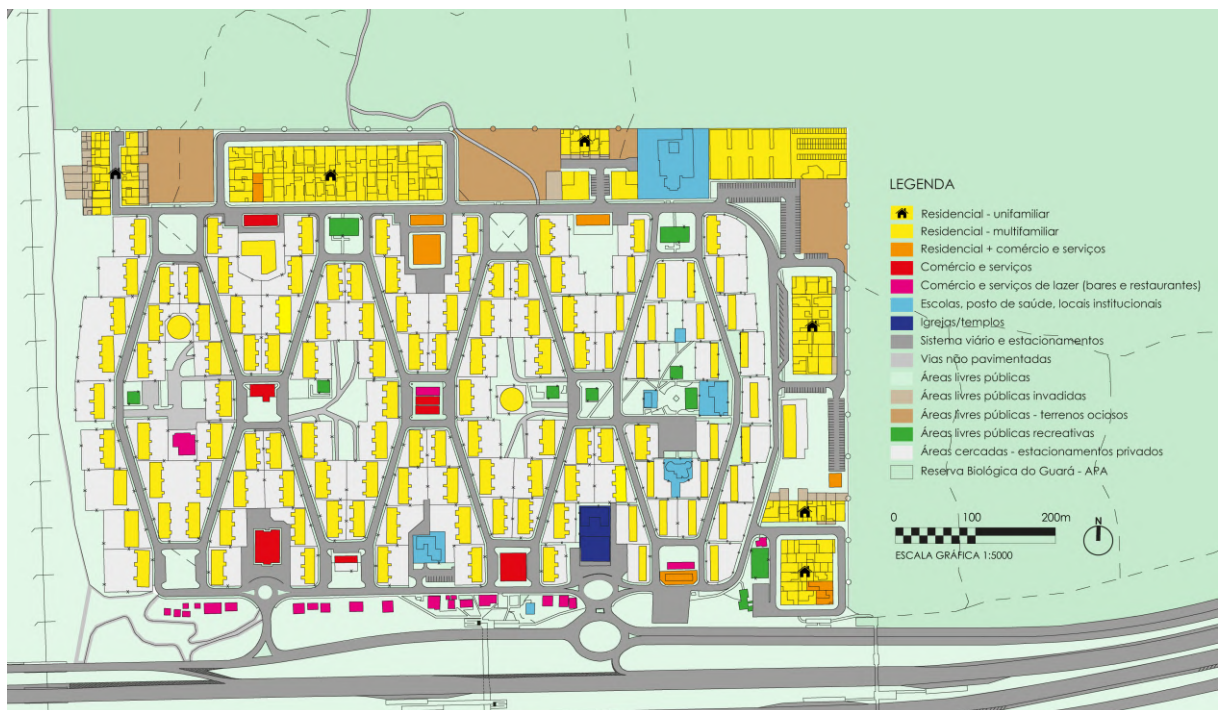 LEGENDA
Residencial - unifamiliar
Residencial - multifamiliar
Residencial + comércio e serviços
Comércio e serviços
Comércio e serviços de lazer (bares e restaurantes)
Escolas, posto de saúde, locais institucionais
Igrejas/templos
Sistema viário e estacionamentos
Vias não pavimentadas
Áreas livres públicas
Áreas livres públicas invadidas
Áreas livres públicas - terrenos ociosos
Áreas livres públicas recreativas
Áreas cercadas - estacionamentos privados
Reserva Biológica do Guará - APA
0 100 200m
N
ESCALA GRÁFICA 1:5000